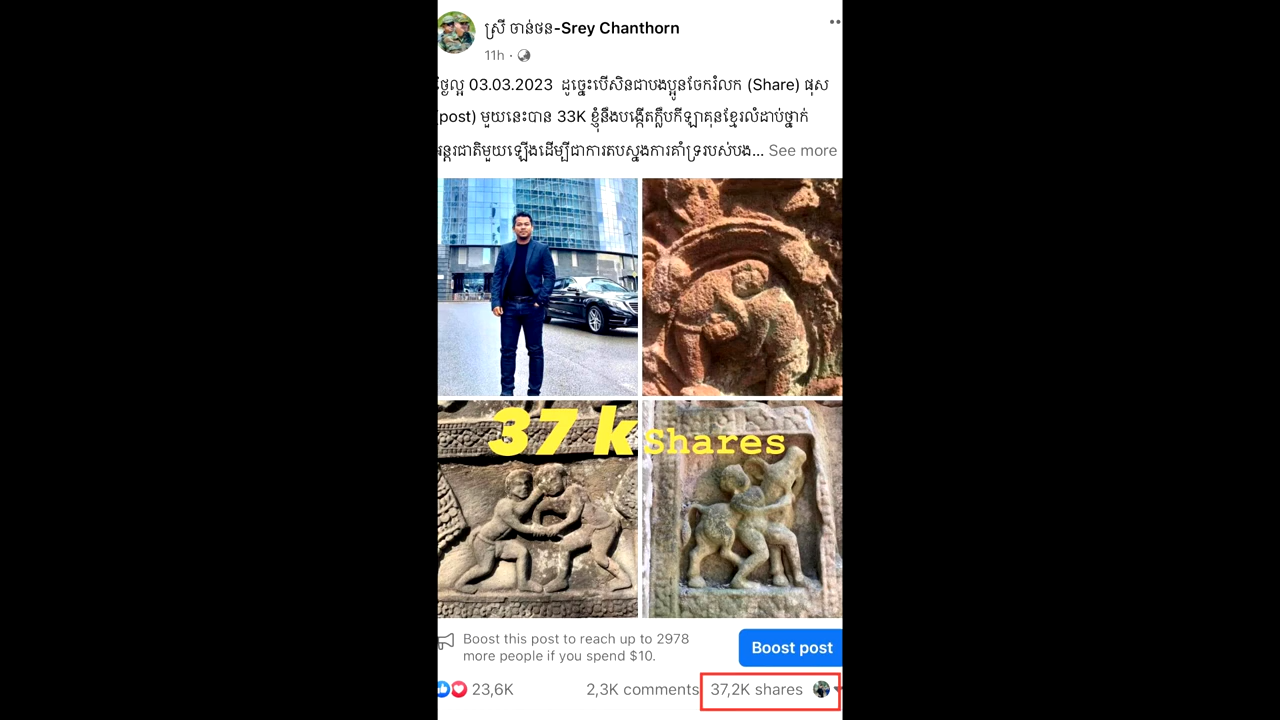 ស្រី ចាន់ថន-Srey Chanthorn
11h ·
ថ្ងៃល្អ 03.03.2023 ដូច្នេះបើសិនជាបងប្អូនចែករំលក (Share) ផុស
(post) មួយនេះបាន 33K ខ្ញុំនឹងបង្កើតក្លឹបកីឡាគុនខ្មែរលំដាប់ថ្នាក់
អន្តរជាតិមួយឡើងដើម្បីជាការតបស្នងការគាំទ្ររបស់បង... See more
37 k Shares
Boost this post to reach up to 2978
more people if you spend $10.
Boost post
23,6K 2,3K comments 37,2K shares